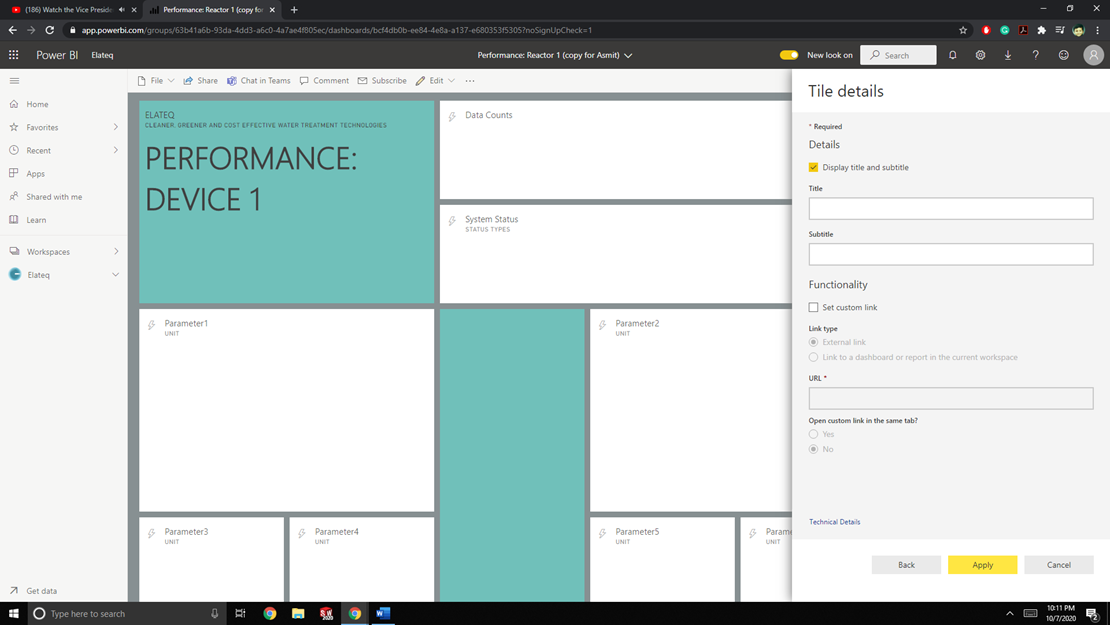 (186) Watch the Vice Preside
Performance: Reactor 1 (copy for
app.powerbi.com/groups/63b41a6b-93da-4dd3-a6c0-4a7ae4f805ec/dashboards/bcf4db0b-ee84-4e8a-a137-e680353f5305?noSignUpCheck=1
Power BI Elateq
Performance: Reactor 1 (copy for Asmit)
New look on
Search
File
Share
Chat in Teams
Comment
Subscribe
Edit
Home
Favorites
Recent
Apps
Shared with me
Learn
Workspaces
Elateq
Get data
ELATEQ
CLEANER, GREENER AND COST EFFECTIVE WATER TREATMENT TECHNOLOGIES
PERFORMANCE:
DEVICE 1
Data Counts
System Status
STATUS TYPES
Parameter1
UNIT
Parameter2
UNIT
Parameter3
UNIT
Parameter4
UNIT
Parameter5
UNIT
Param
UNIT
Tile details
* Required
Details
Display title and subtitle
Title
Subtitle
Functionality
Set custom link
Link type
External link
Link to a dashboard or report in the current workspace
URL *
Open custom link in the same tab?
Yes
No
Technical Details
Back
Apply
Cancel
Type here to search
SW
2020
W
10:11 PM
10/7/2020
2